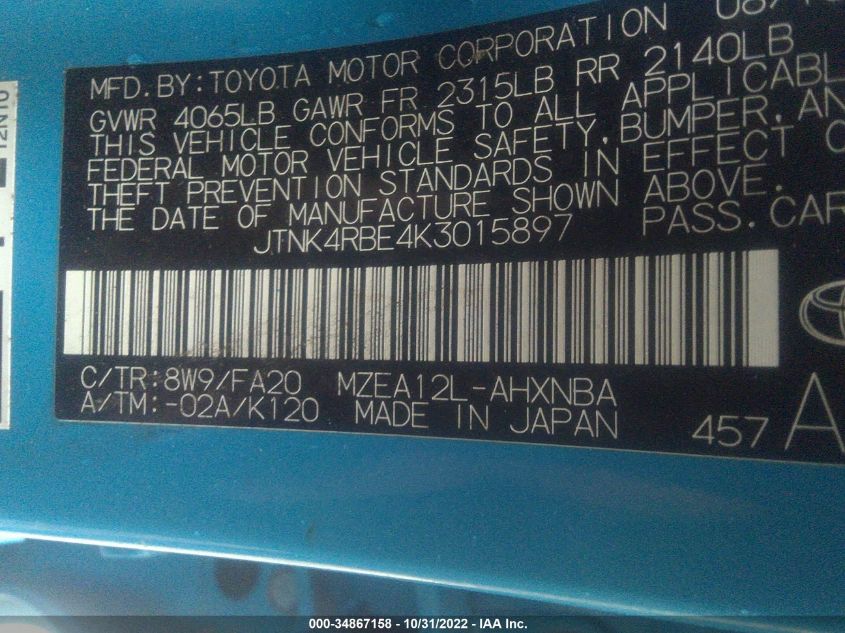 MFD. BY: TOYOTA MOTOR CORPORATION
GVWR 4065LB GAWR FR 2315LB RR 2140LB
THIS VEHICLE CONFORMS TO ALL APPLICABL
FEDERAL MOTOR VEHICLE SAFETY, BUMPER, AN
THEFT PREVENTION STANDARDS IN EFFECT O
THE DATE OF MANUFACTURE SHOWN ABOVE.
JTNK4RBE4K3015897 PASS. CAR
C/TR: 8W9/FA20 MZEA12L-AHXNBA
A/TM: -02A/K120 MADE IN JAPAN 457 A
000-34867158 - 10/31/2022 - IAA Inc.